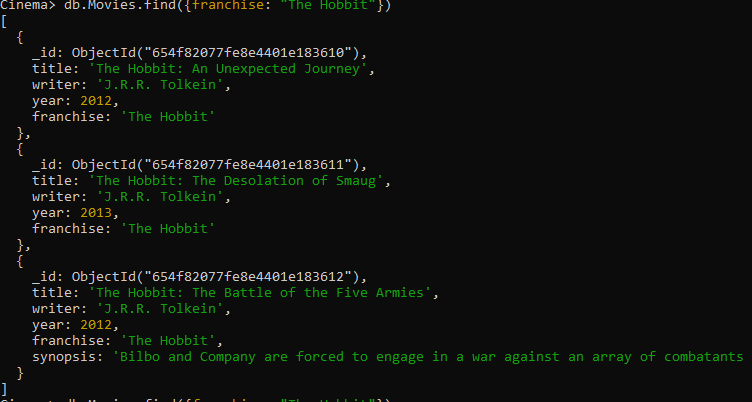 Cinema> db.Movies.find({franchise: "The Hobbit"})
[
  {
    _id: ObjectId("654f82077fe8e4401e183610"),
    title: 'The Hobbit: An Unexpected Journey',
    writer: 'J.R.R. Tolkein',
    year: 2012,
    franchise: 'The Hobbit'
  },
  {
    _id: ObjectId("654f82077fe8e4401e183611"),
    title: 'The Hobbit: The Desolation of Smaug',
    writer: 'J.R.R. Tolkein',
    year: 2013,
    franchise: 'The Hobbit'
  },
  {
    _id: ObjectId("654f82077fe8e4401e183612"),
    title: 'The Hobbit: The Battle of the Five Armies',
    writer: 'J.R.R. Tolkein',
    year: 2012,
    franchise: 'The Hobbit',
    synopsis: 'Bilbo and Company are forced to engage in a war against an array of combatants
  }
]